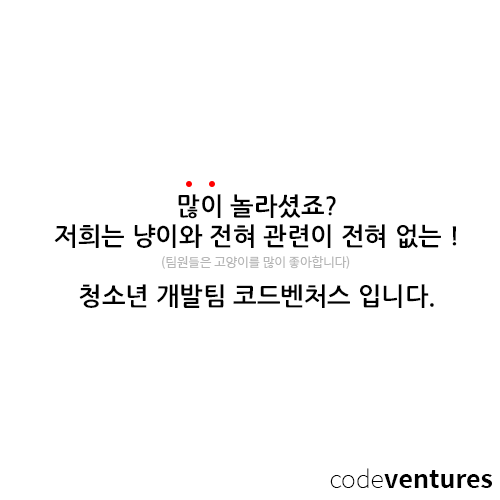 많이 놀라셨죠?
저희는 냥이와 전혀 관련이 전혀 없는 !
(팀원들은 고양이를 많이 좋아합니다)
청소년 개발팀 코드벤처스 입니다.
codeventures